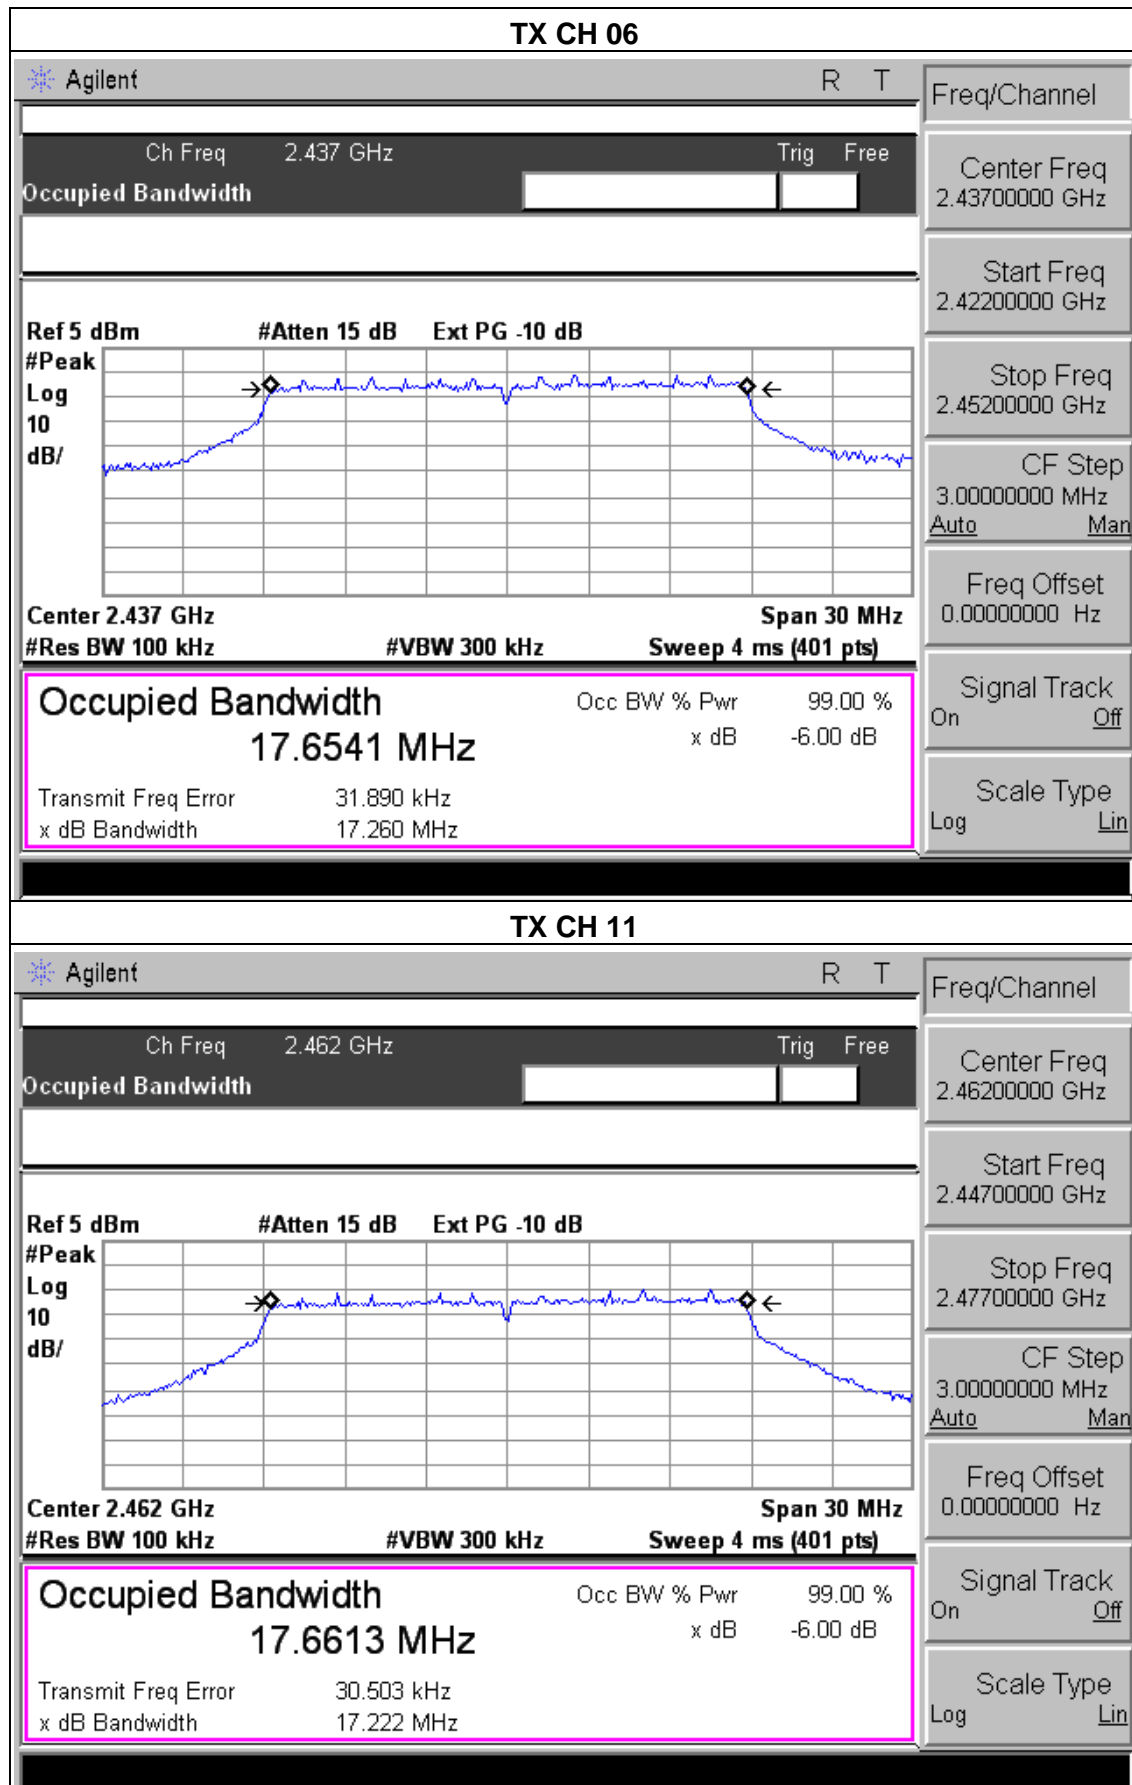 TX CH 06
Agilent R T
Freq/Channel
Ch Freq 2.437 GHz Trig Free
Occupied Bandwidth
Center Freq
2.43700000 GHz
Start Freq
2.42200000 GHz
Stop Freq
2.45200000 GHz
CF Step
3.00000000 MHz
Auto Man
Freq Offset
0.00000000 Hz
Signal Track
On Off
Scale Type
Log Lin
Ref 5 dBm #Atten 15 dB Ext PG -10 dB
#Peak
Log
10
dB/
Center 2.437 GHz Span 30 MHz
#Res BW 100 kHz #VBW 300 kHz Sweep 4 ms (401 pts)
Occupied Bandwidth Occ BW % Pwr 99.00 %
17.6541 MHz x dB -6.00 dB
Transmit Freq Error 31.890 kHz
x dB Bandwidth 17.260 MHz
TX CH 11
Agilent R T
Freq/Channel
Ch Freq 2.462 GHz Trig Free
Occupied Bandwidth
Center Freq
2.46200000 GHz
Start Freq
2.44700000 GHz
Stop Freq
2.47700000 GHz
CF Step
3.00000000 MHz
Auto Man
Freq Offset
0.00000000 Hz
Signal Track
On Off
Scale Type
Log Lin
Ref 5 dBm #Atten 15 dB Ext PG -10 dB
#Peak
Log
10
dB/
Center 2.462 GHz Span 30 MHz
#Res BW 100 kHz #VBW 300 kHz Sweep 4 ms (401 pts)
Occupied Bandwidth Occ BW % Pwr 99.00 %
17.6613 MHz x dB -6.00 dB
Transmit Freq Error 30.503 kHz
x dB Bandwidth 17.222 MHz